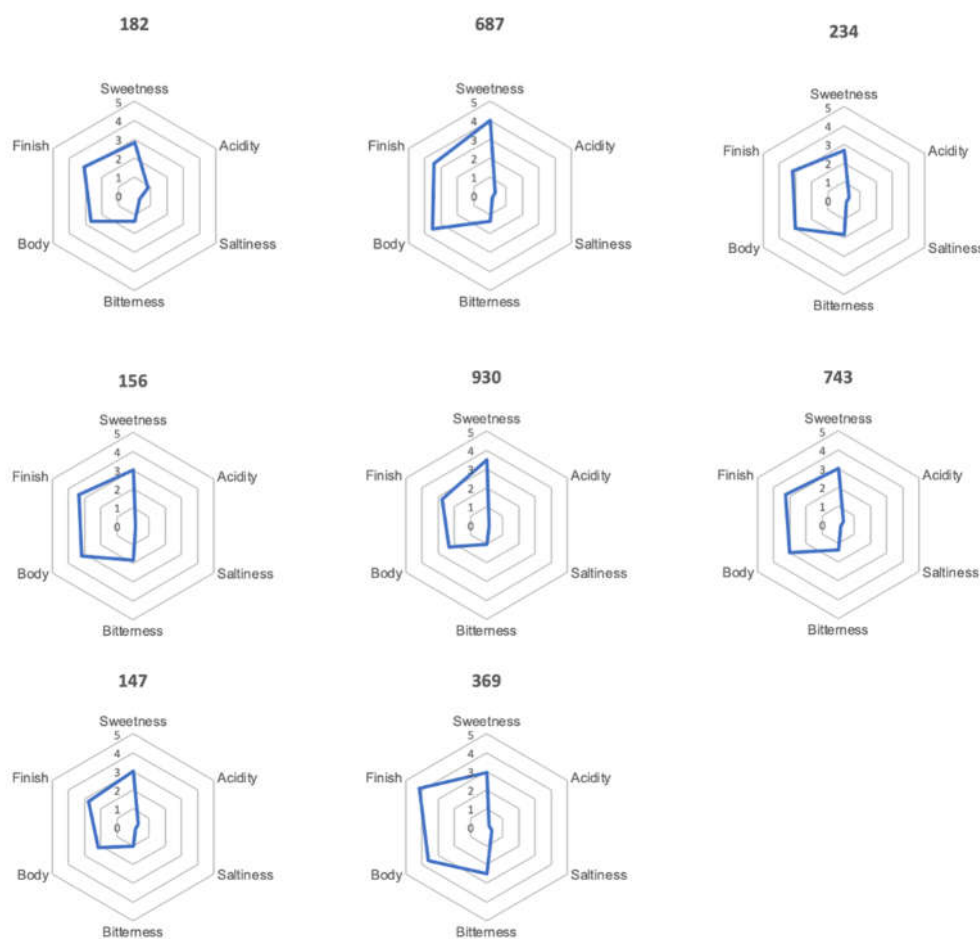 182
Sweetness
5
4
3
2
1
0
Finish
Acidity
Body
Saltiness
Bitterness
687
Sweetness
5
4
3
2
1
0
Finish
Acidity
Body
Saltiness
Bitterness
234
Sweetness
5
4
3
2
1
0
Finish
Acidity
Body
Saltiness
Bitterness
156
Sweetness
5
4
3
2
1
0
Finish
Acidity
Body
Saltiness
Bitterness
930
Sweetness
5
4
3
2
1
0
Finish
Acidity
Body
Saltiness
Bitterness
743
Sweetness
5
4
3
2
1
0
Finish
Acidity
Body
Saltiness
Bitterness
147
Sweetness
5
4
3
2
1
0
Finish
Acidity
Body
Saltiness
Bitterness
369
Sweetness
5
4
3
2
1
0
Finish
Acidity
Body
Saltiness
Bitterness